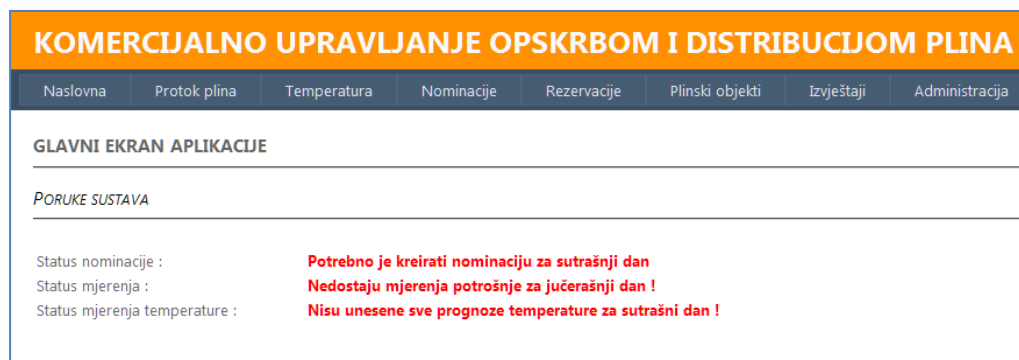 KOMERCIJALNO UPRAVLJANJE OPSKRBOM I DISTRIBUCIJOM PLINA
Naslovna Protok plina Temperatura Nominacije Rezervacije Plinski objekti Izvještaji Administracija
GLAVNI EKRAN APLIKACIJE
PORUKE SUSTAVA
Status nominacije : Potrebno je kreirati nominaciju za sutrašnji dan
Status mjerenja : Nedostaju mjerenja potrošnje za jučerašnji dan !
Status mjerenja temperature : Nisu unesene sve prognoze temperature za sutrašni dan !